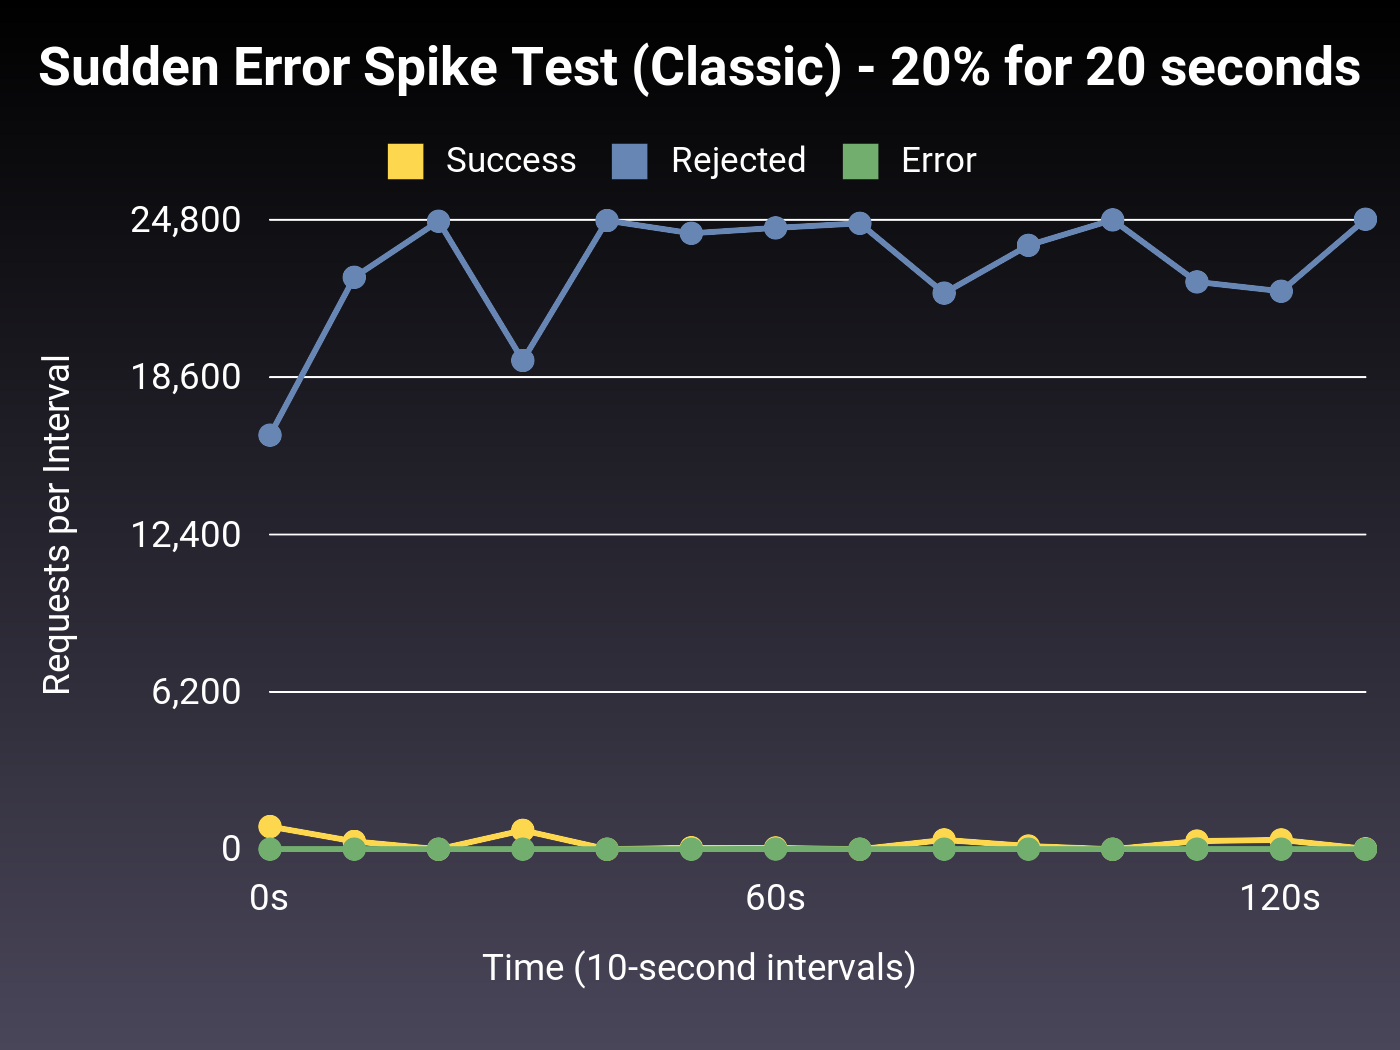 Sudden Error Spike Test (Classic) - 20% for 20 seconds
Success Rejected Error
24,800
18,600
12,400
6,200
0
Requests per Interval
0s 60s 120s
Time (10-second intervals)